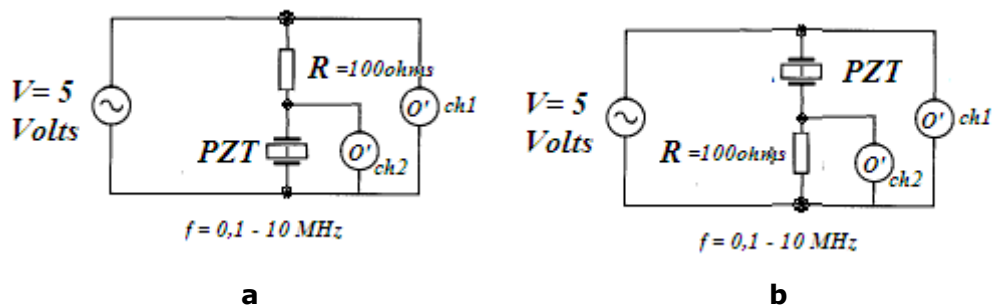 V= 5
Volts
R =100ohms
PZT
O'
ch1
O'
ch2
f = 0,1 - 10 MHz
a
V= 5
Volts
PZT
R =100ohms
O'
ch1
O'
ch2
f = 0,1 - 10 MHz
b